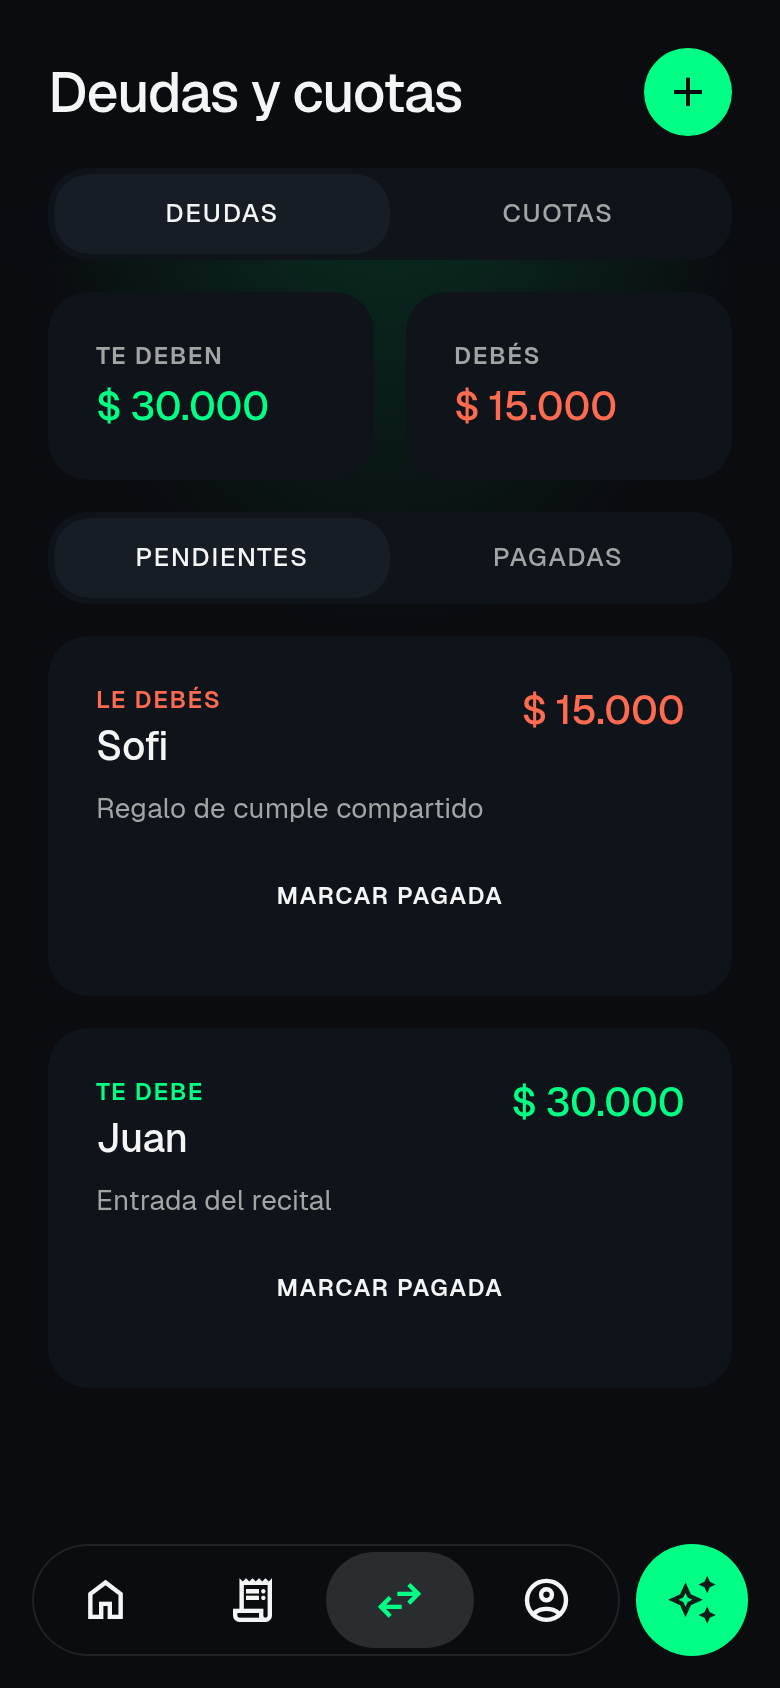 Deudas y cuotas
DEUDAS
CUOTAS
TE DEBEN
$ 30.000
DEBÉS
$ 15.000
PENDIENTES
PAGADAS
LE DEBÉS
$ 15.000
Sofi
Regalo de cumple compartido
MARCAR PAGADA
TE DEBE
$ 30.000
Juan
Entrada del recital
MARCAR PAGADA